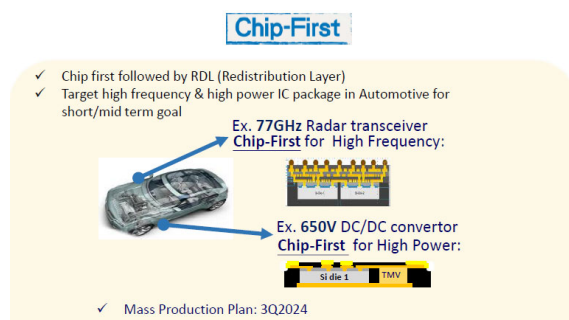 Chip-First
✓ Chip first followed by RDL (Redistribution Layer)
✓ Target high frequency & high power IC package in Automotive for
short/mid term goal
Ex. 77GHz Radar transceiver
Chip-First for High Frequency:
Ex. 650V DC/DC convertor
Chip-First for High Power:
Si die 1
TMV
✓ Mass Production Plan: 3Q2024